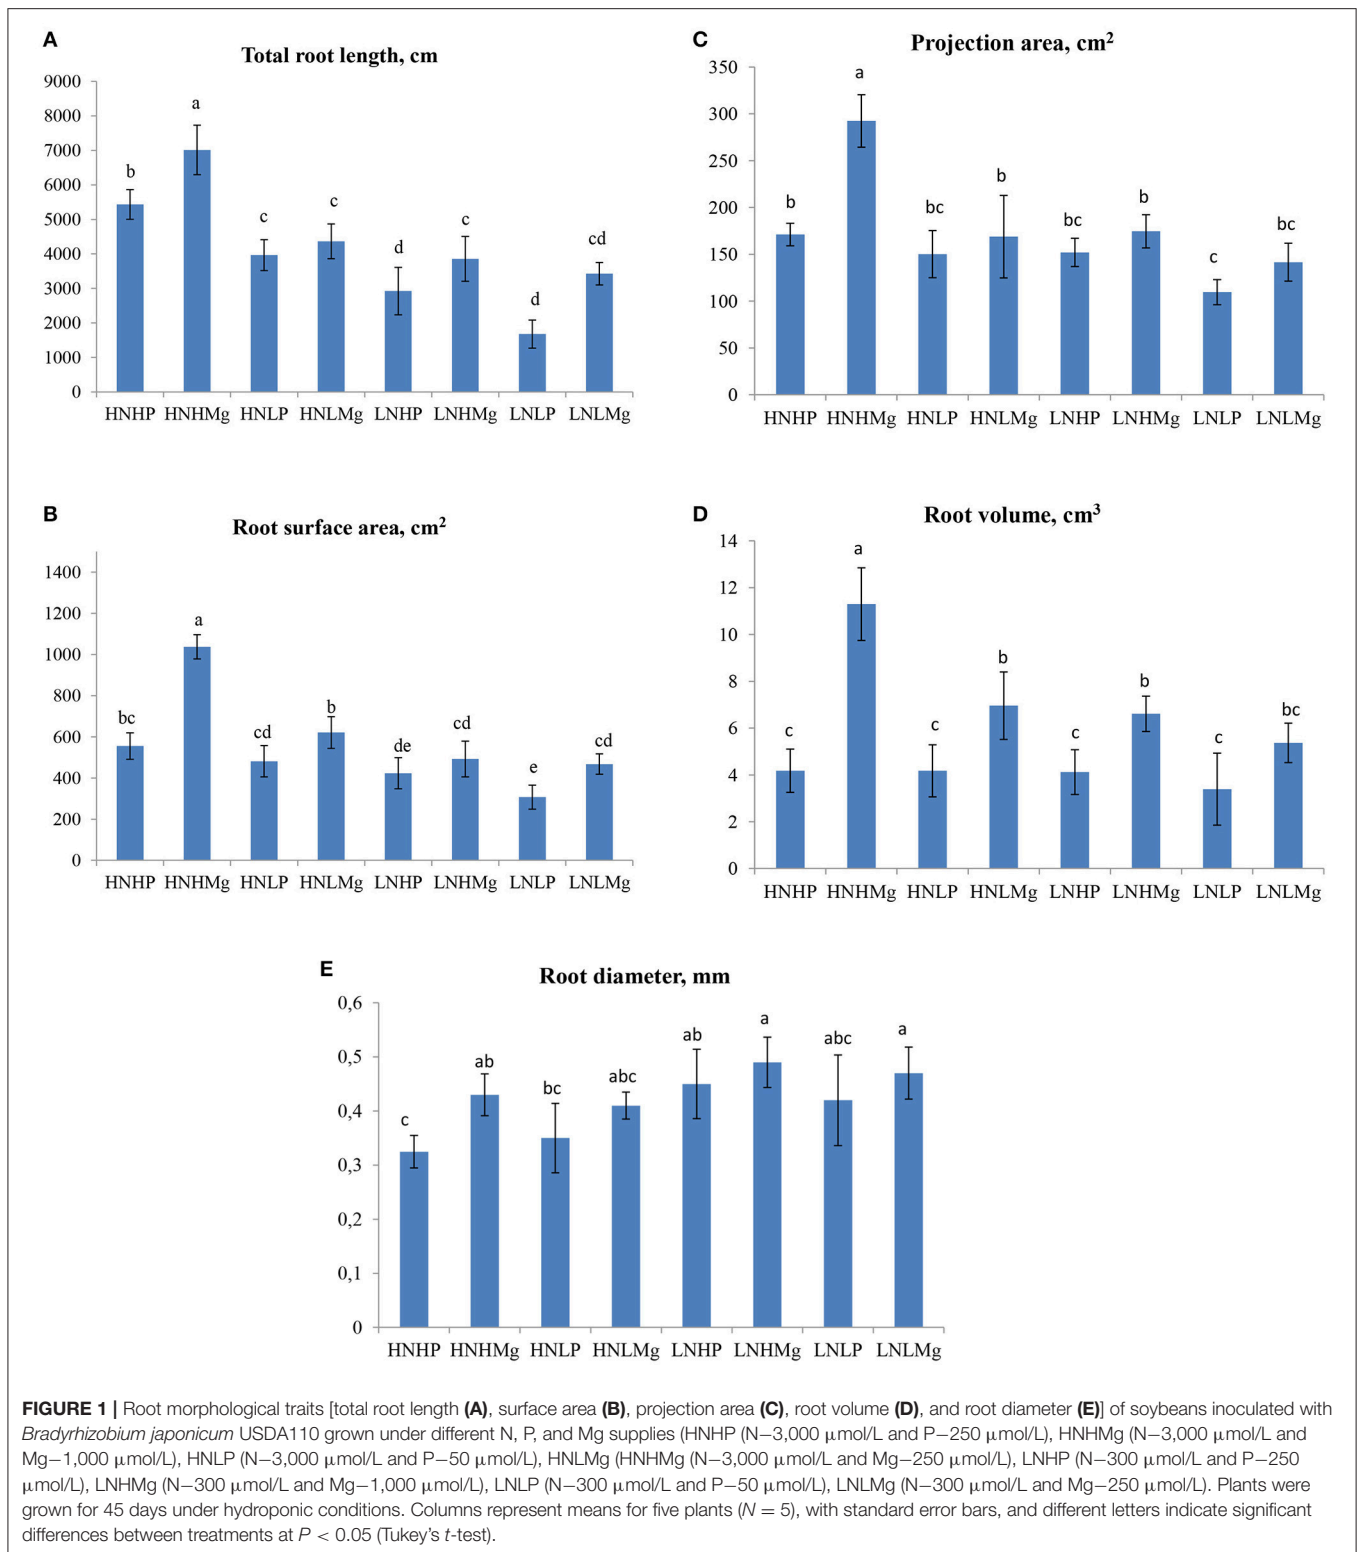 A
Total root length, cm
9000
8000
7000
6000
5000
4000
3000
2000
1000
0
b
a
c
c
d
c
d
cd
HNHP HNHMg HNLP HNLMg LNHP LNHMg LNLP LNLMg
C
Projection area, cm²
350
300
250
200
150
100
50
0
b
a
bc
b
bc
b
c
bc
HNHP HNHMg HNLP HNLMg LNHP LNHMg LNLP LNLMg
B
Root surface area, cm²
1400
1200
1000
800
600
400
200
0
bc
a
cd
b
de
cd
e
cd
HNHP HNHMg HNLP HNLMg LNHP LNHMg LNLP LNLMg
D
Root volume, cm³
14
12
10
8
6
4
2
0
c
a
c
b
c
b
c
bc
HNHP HNHMg HNLP HNLMg LNHP LNHMg LNLP LNLMg
E
Root diameter, mm
0,6
0,5
0,4
0,3
0,2
0,1
0
c
ab
bc
abc
ab
a
abc
a
HNHP HNHMg HNLP HNLMg LNHP LNHMg LNLP LNLMg
FIGURE 1 | Root morphological traits [total root length (A), surface area (B), projection area (C), root volume (D), and root diameter (E)] of soybeans inoculated with
Bradyrhizobium japonicum USDA110 grown under different N, P, and Mg supplies (HNHP (N−3,000 μmol/L and P−250 μmol/L), HNHMg (N−3,000 μmol/L and
Mg−1,000 μmol/L), HNLP (N−3,000 μmol/L and P−50 μmol/L), HNLMg (HNHMg (N−3,000 μmol/L and Mg−250 μmol/L), LNHP (N−300 μmol/L and P−250
μmol/L), LNHMg (N−300 μmol/L and Mg−1,000 μmol/L), LNLP (N−300 μmol/L and P−50 μmol/L), LNLMg (N−300 μmol/L and Mg−250 μmol/L). Plants were
grown for 45 days under hydroponic conditions. Columns represent means for five plants (N = 5), with standard error bars, and different letters indicate significant
differences between treatments at P < 0.05 (Tukey's t-test).